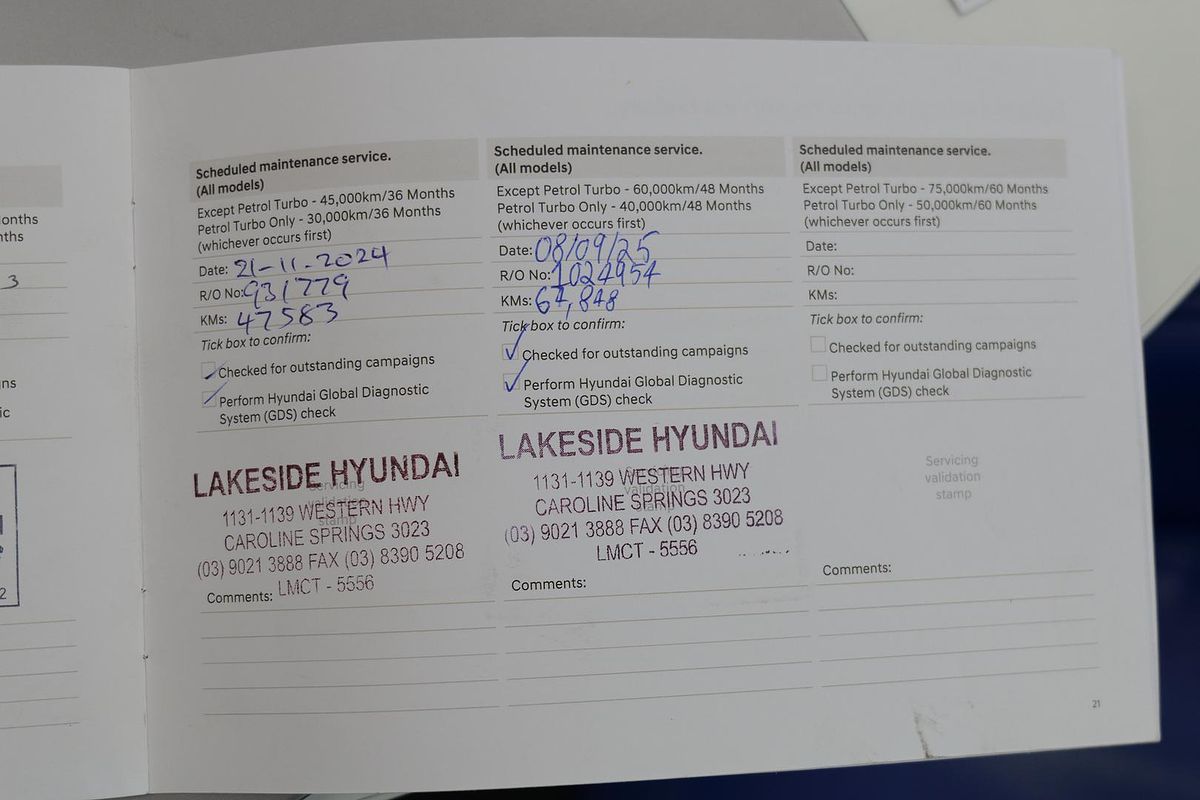 onths
nths
3
ns
ic
2
Scheduled maintenance service.
(All models)
Except Petrol Turbo - 45,000km/36 Months
Petrol Turbo Only - 30,000km/36 Months
(whichever occurs first)
Date: 21-11-2024
R/O No: 931779
KMs: 47583
Tick box to confirm:
Checked for outstanding campaigns
Perform Hyundai Global Diagnostic
System (GDS) check
LAKESIDE HYUNDAI
Servicing
validation
stamp
1131-1139 WESTERN HWY
CAROLINE SPRINGS 3023
(03) 9021 3888 FAX (03) 8390 5208
LMCT - 5556
Comments:
Scheduled maintenance service.
(All models)
Except Petrol Turbo - 60,000km/48 Months
Petrol Turbo Only - 40,000km/48 Months
(whichever occurs first)
Date: 08/09/25
R/O No: 1024954
KMs: 67,848
Tick box to confirm:
Checked for outstanding campaigns
Perform Hyundai Global Diagnostic
System (GDS) check
LAKESIDE HYUNDAI
1131-1139 WESTERN HWY
validation
CAROLINE SPRINGS 3023
(03) 9021 3888 FAX (03) 8390 5208
LMCT - 5556
Comments:
Scheduled maintenance service.
(All models)
Except Petrol Turbo - 75,000km/60 Months
Petrol Turbo Only - 50,000km/60 Months
(whichever occurs first)
Date:
R/O No:
KMs:
Tick box to confirm:
Checked for outstanding campaigns
Perform Hyundai Global Diagnostic
System (GDS) check
Servicing
validation
stamp
Comments:
21